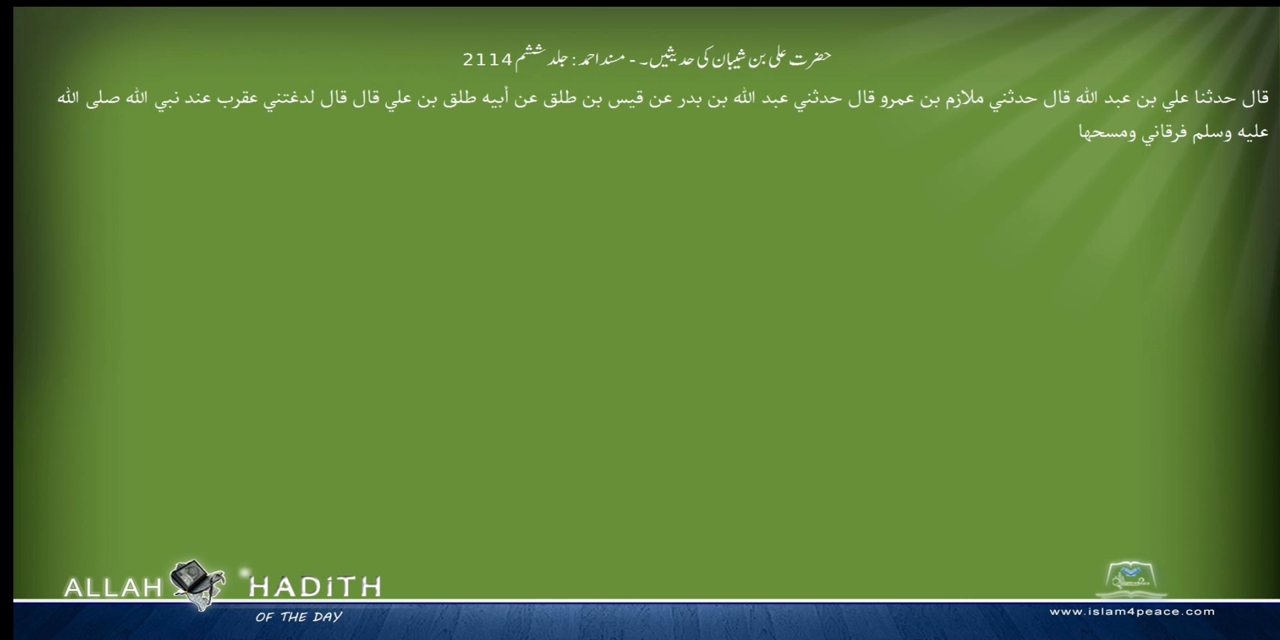 حضرت علی بن شیبان کی حدیثیں۔ - مسند احمد : جلد ششم 2114
قال حدثنا علي بن عبد الله قال حدثني ملازم بن عمرو قال حدثني عبد الله بن بدر عن قيس بن طلق عن أبيه طلق بن علي قال قال لدغتني عقرب عند نبي الله صلى الله
عليه وسلم فرقاني ومسحها
ALLAH HADITH
OF THE DAY
www.islam4peace.com